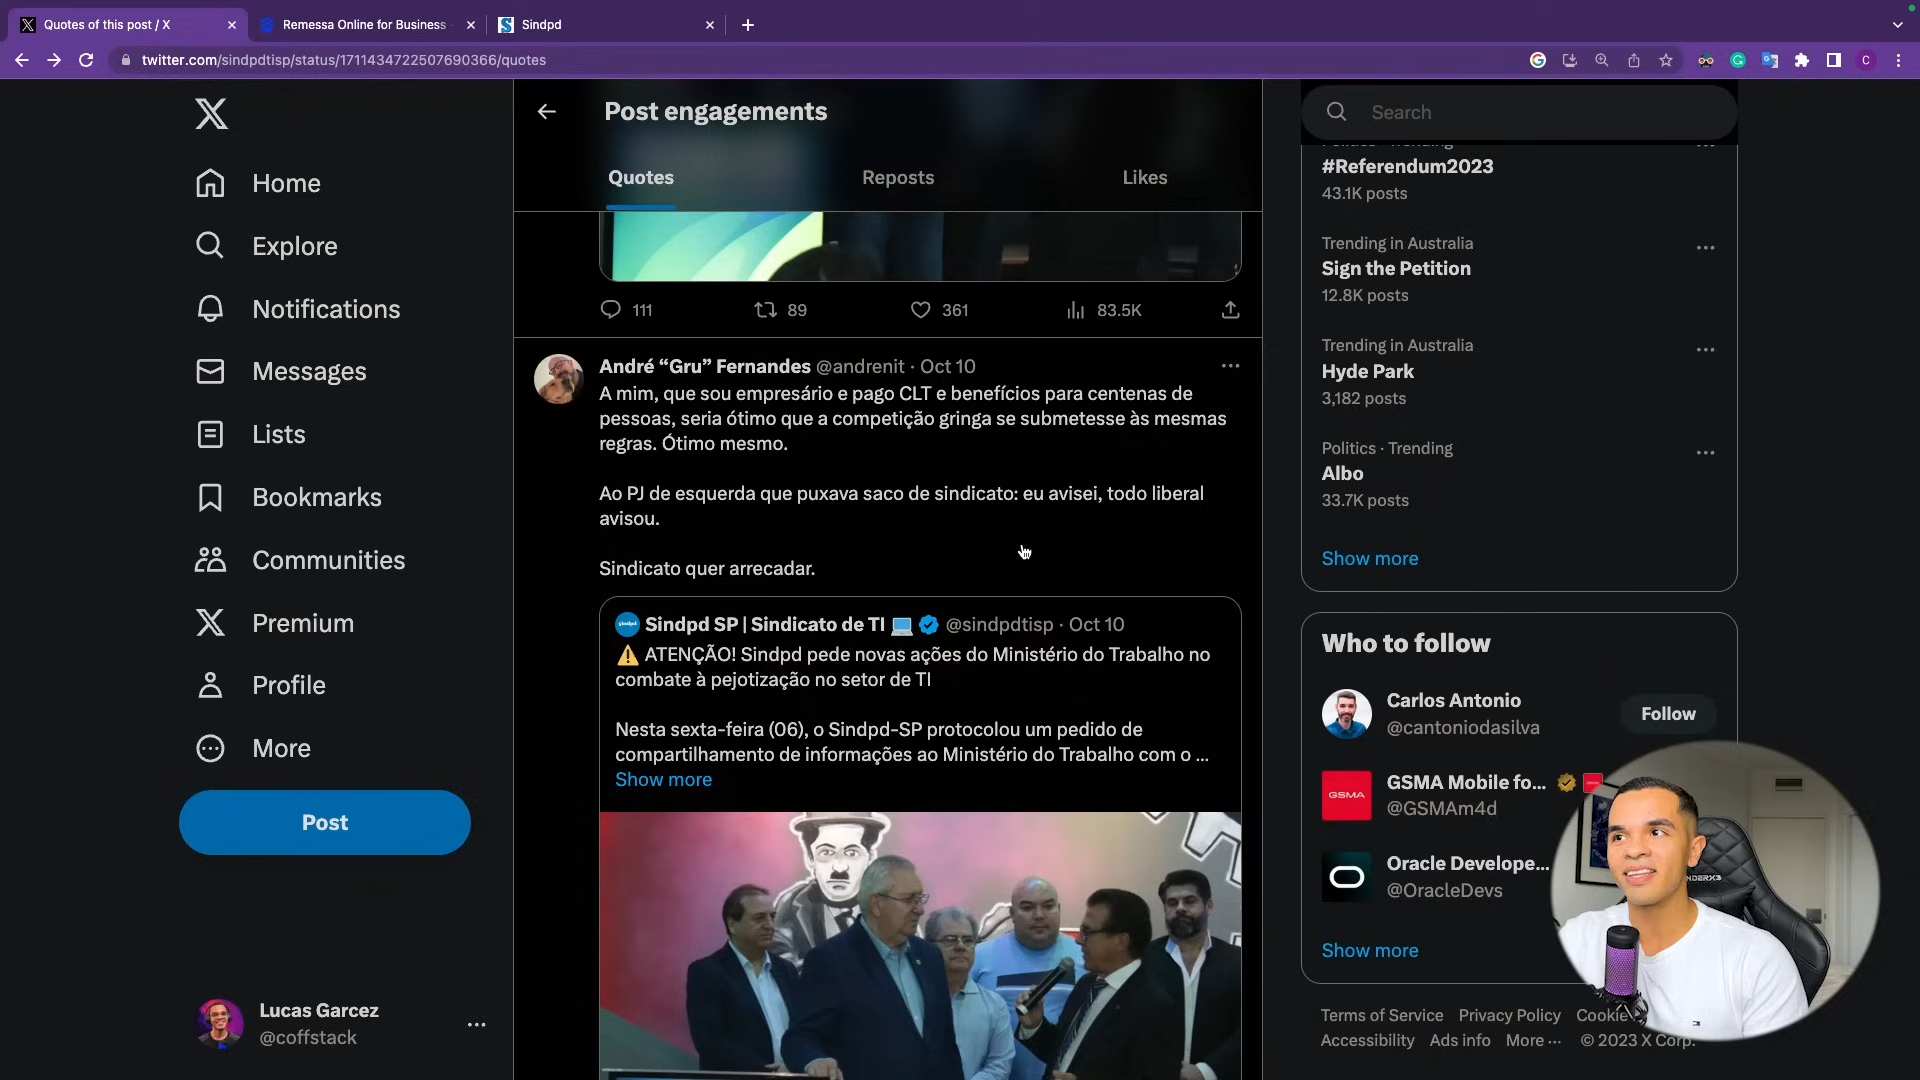 Quotes of this post / X
Remessa Online for Business
Sindpd
twitter.com/sindpdtisp/status/1711434722507690366/quotes
Home
Explore
Notifications
Messages
Lists
Bookmarks
Communities
Premium
Profile
More
Post
Lucas Garcez
@coffstack
Post engagements
Quotes
Reposts
Likes
111
89
361
83.5K
André “Gru” Fernandes @andrenit · Oct 10
A mim, que sou empresário e pago CLT e benefícios para centenas de
pessoas, seria ótimo que a competição gringa se submetesse às mesmas
regras. Ótimo mesmo.
Ao PJ de esquerda que puxava saco de sindicato: eu avisei, todo liberal
avisou.
Sindicato quer arrecadar.
Sindpd SP | Sindicato de TI 💻 @sindpdtisp · Oct 10
⚠️ ATENÇÃO! Sindpd pede novas ações do Ministério do Trabalho no
combate à pejotização no setor de TI
Nesta sexta-feira (06), o Sindpd-SP protocolou um pedido de
compartilhamento de informações ao Ministério do Trabalho com o ...
Show more
Search
Politics · Trending
#Referendum2023
43.1K posts
Trending in Australia
Sign the Petition
12.8K posts
Trending in Australia
Hyde Park
3,182 posts
Politics · Trending
Albo
33.7K posts
Show more
Who to follow
Carlos Antonio
@cantoniodasilva
Follow
GSMA
GSMA Mobile fo...
@GSMAm4d
Oracle Develope...
@OracleDevs
Show more
Terms of Service Privacy Policy Cookie
Accessibility Ads info More ··· © 2023 X Corp.